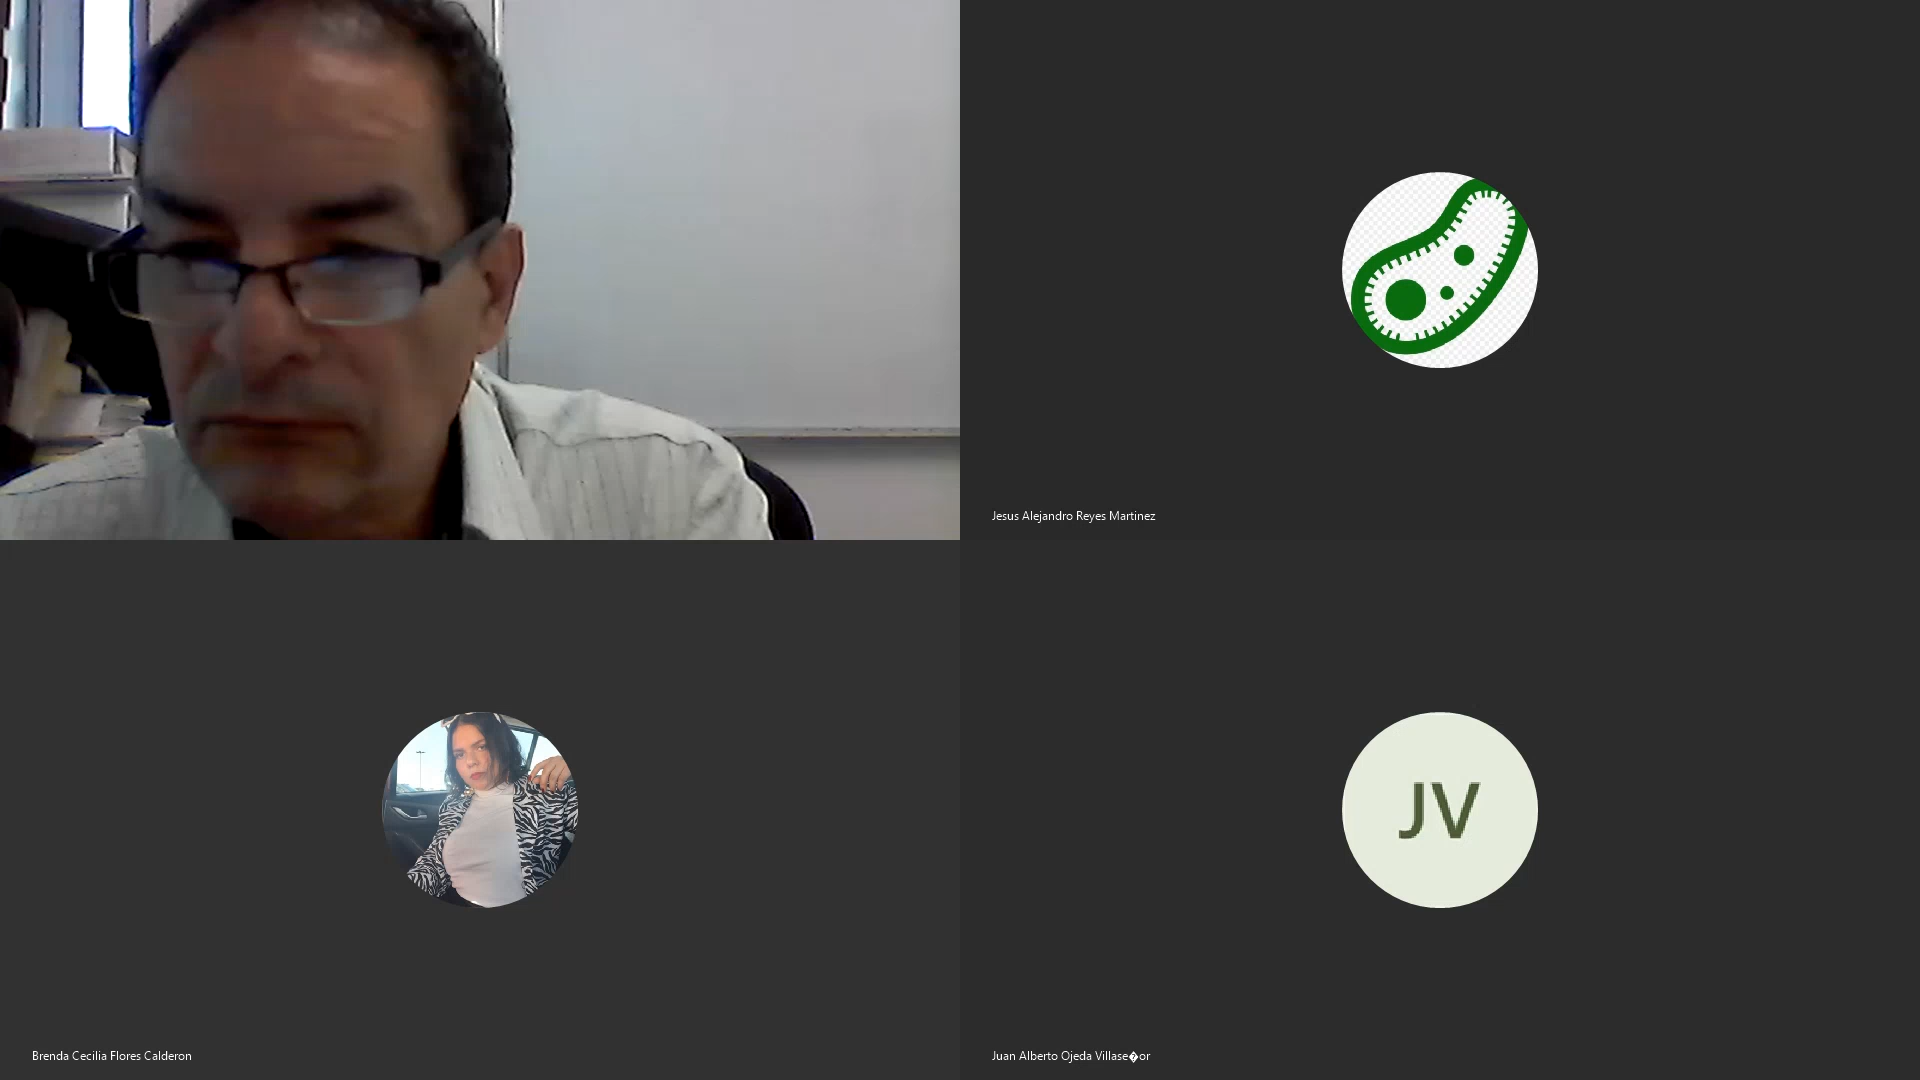 Jesus Alejandro Reyes Martinez
JV
Brenda Cecilia Flores Calderon
Juan Alberto Ojeda Villase�or